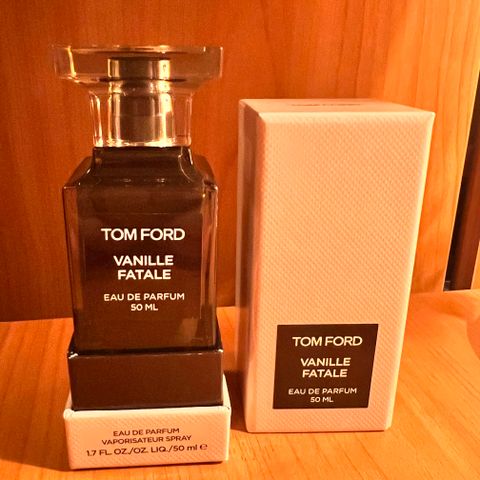 TOM FORD
VANILLE
FATALE
EAU DE PARFUM
50 ML
EAU DE PARFUM
VAPORISATEUR SPRAY
1.7 FL. OZ./OZ. LIQ./50 ml e
TOM FORD
VANILLE
FATALE
EAU DE PARFUM
50 ML